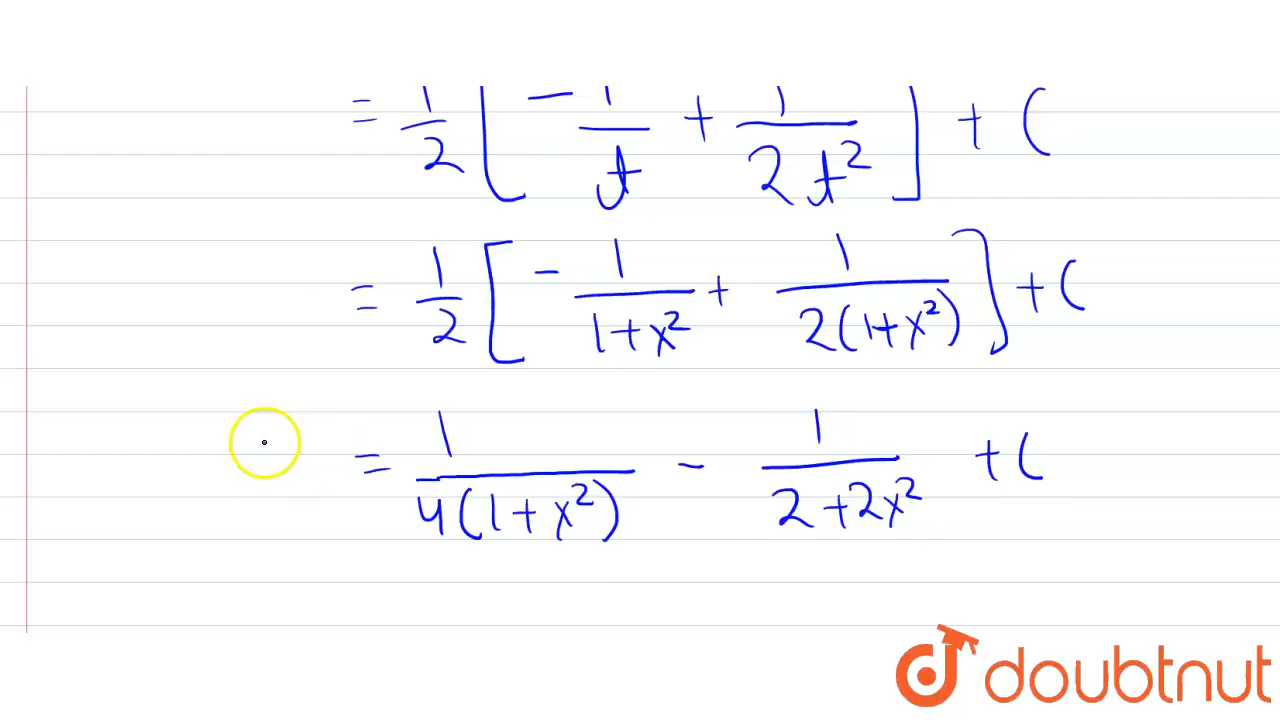 = 1/2 [ - 1/t + 1/2t² ] + C
= 1/2 [ - 1/1+x² + 1/2(1+x²) ] + C
= 1/4(1+x²) - 1/2+2x² + C
doubtnut